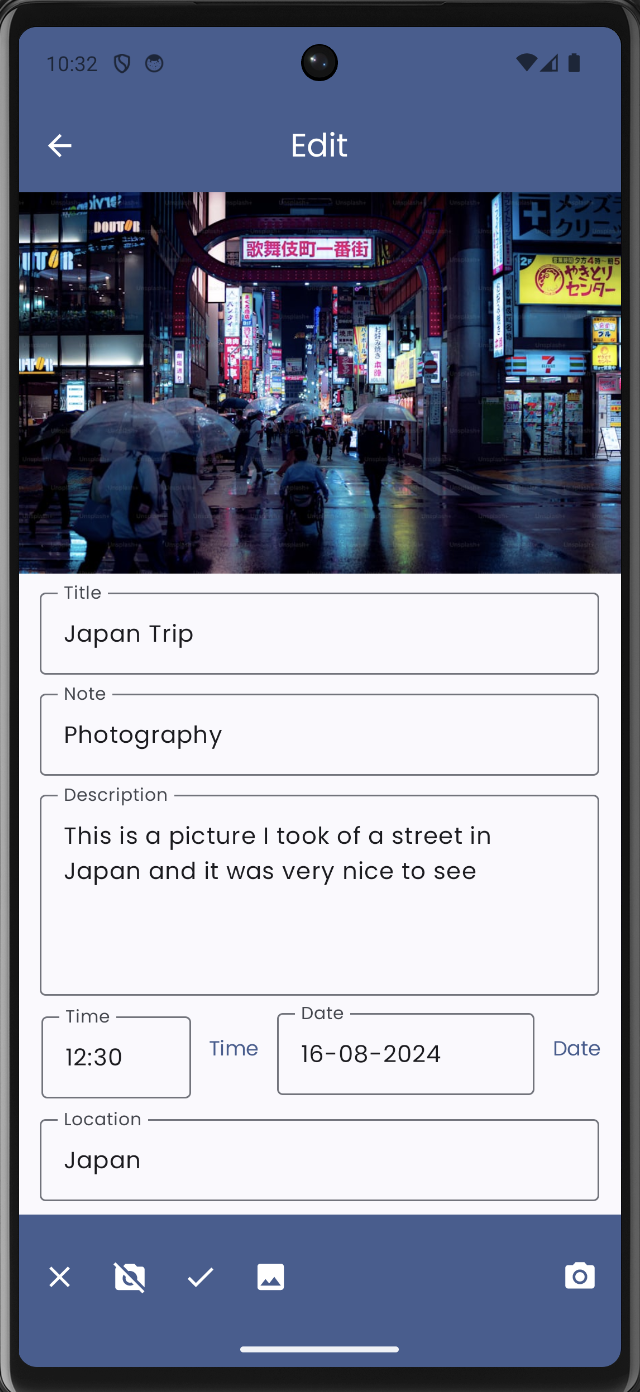 10:32
Edit
DOUTOR
歌舞伎町一番街
メンズ
クリニッ
2F
やきとり
センター
Title
Japan Trip
Note
Photography
Description
This is a picture I took of a street in
Japan and it was very nice to see
Time
12:30
Time
Date
16-08-2024
Date
Location
Japan